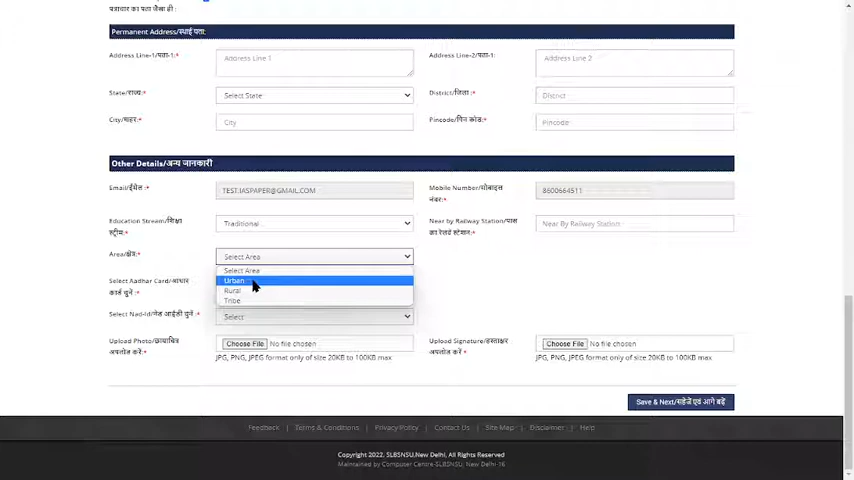 पत्राचार का पता जैसा ही :
Permanent Address/स्थाई पता:
Address Line-1/पता-1:* Address Line 1 Address Line-2/पता-1: Address Line 2
State/राज्य:* Select State District/जिला :* District
City/शहर:* City Pincode/पिन कोड:* Pincode
Other Details/अन्य जानकारी
Email/ईमेल :* TEST.IASPAPER@GMAIL.COM Mobile Number/मोबाइल नंबर:* 8600664511
Education Stream/शिक्षा स्ट्रीम:* Traditional Near by Railway Station/पास का रेलवे स्टेशन:* Near By Railway Station
Area/क्षेत्र:* Select Area
Select Area
Urban
Rural
Tribe
Select Aadhar Card/आधार कार्ड चुनें :*
Select Nad-Id/नेड आईडी चुनें :* Select
Upload Photo/छायाचित्र अपलोड करें:* Choose File No file chosen Upload Signature/हस्ताक्षर अपलोड करें :* Choose File No file chosen
JPG, PNG, JPEG format only of size 20KB to 100KB max JPG, PNG, JPEG format only of size 20KB to 100KB max
Save & Next/सहेजें एवं आगे बढ़ें
Feedback | Terms & Conditions | Privacy Policy | Contact Us | Site Map | Disclaimer | Help
Copyright 2022. SLBSNSU,New Delhi, All Rights Reserved
Maintained by Computer Centre-SLBSNSU, New Delhi-16